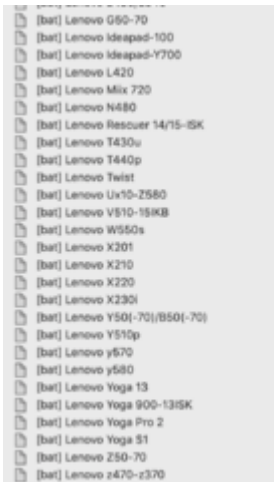 [bat] Lenovo G50-70
[bat] Lenovo Ideapad-100
[bat] Lenovo Ideapad-Y700
[bat] Lenovo L420
[bat] Lenovo Miix 720
[bat] Lenovo N480
[bat] Lenovo Rescuer 14/15-ISK
[bat] Lenovo T430u
[bat] Lenovo T440p
[bat] Lenovo Twist
[bat] Lenovo Ux10-Z580
[bat] Lenovo V510-15IKB
[bat] Lenovo W550s
[bat] Lenovo X201
[bat] Lenovo X210
[bat] Lenovo X220
[bat] Lenovo X230i
[bat] Lenovo Y50(-70)/B50(-70)
[bat] Lenovo Y510p
[bat] Lenovo y570
[bat] Lenovo y580
[bat] Lenovo Yoga 13
[bat] Lenovo Yoga 900-13ISK
[bat] Lenovo Yoga Pro 2
[bat] Lenovo Yoga S1
[bat] Lenovo Z50-70
[bat] Lenovo z470-z370